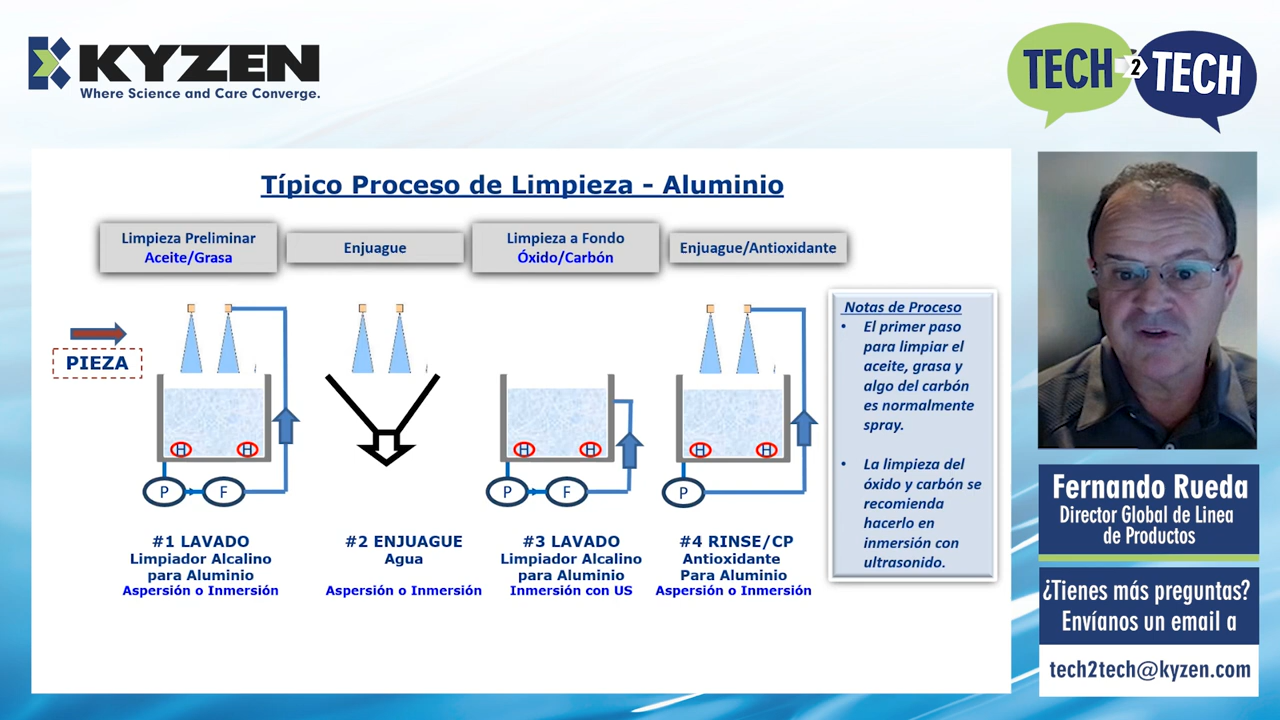 KYZEN
Where Science and Care Converge.
TECH 2 TECH
Típico Proceso de Limpieza - Aluminio
Limpieza Preliminar
Aceite/Grasa
Enjuague
Limpieza a Fondo
Óxido/Carbón
Enjuague/Antioxidante
PIEZA
H H
P F
H H
P F
H H
P
#1 LAVADO
Limpiador Alcalino
para Aluminio
Aspersión o Inmersión
#2 ENJUAGUE
Agua
Aspersión o Inmersión
#3 LAVADO
Limpiador Alcalino
para Aluminio
Inmersión con US
#4 RINSE/CP
Antioxidante
Para Aluminio
Aspersión o Inmersión
Notas de Proceso
• El primer paso
para limpiar el
aceite, grasa y
algo del carbón
es normalmente
spray.
• La limpieza del
óxido y carbón se
recomienda
hacerlo en
inmersión con
ultrasonido.
Fernando Rueda
Director Global de Linea
de Productos
¿Tienes más preguntas?
Envíanos un email a
tech2tech@kyzen.com